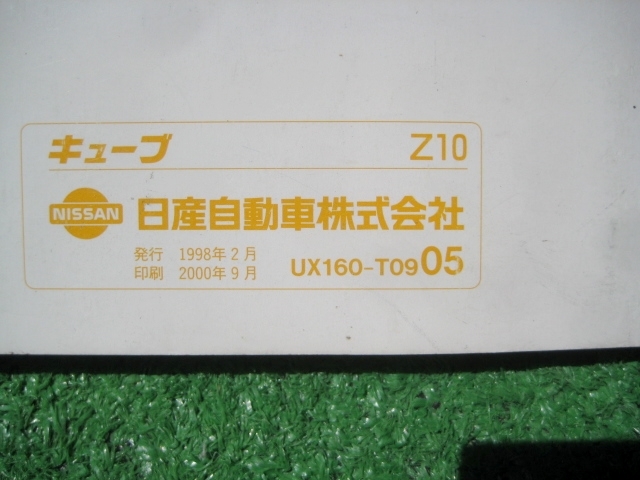 キューブ Z10
NISSAN 日産自動車株式会社
発行 1998年2月
印刷 2000年9月 UX160-T0905